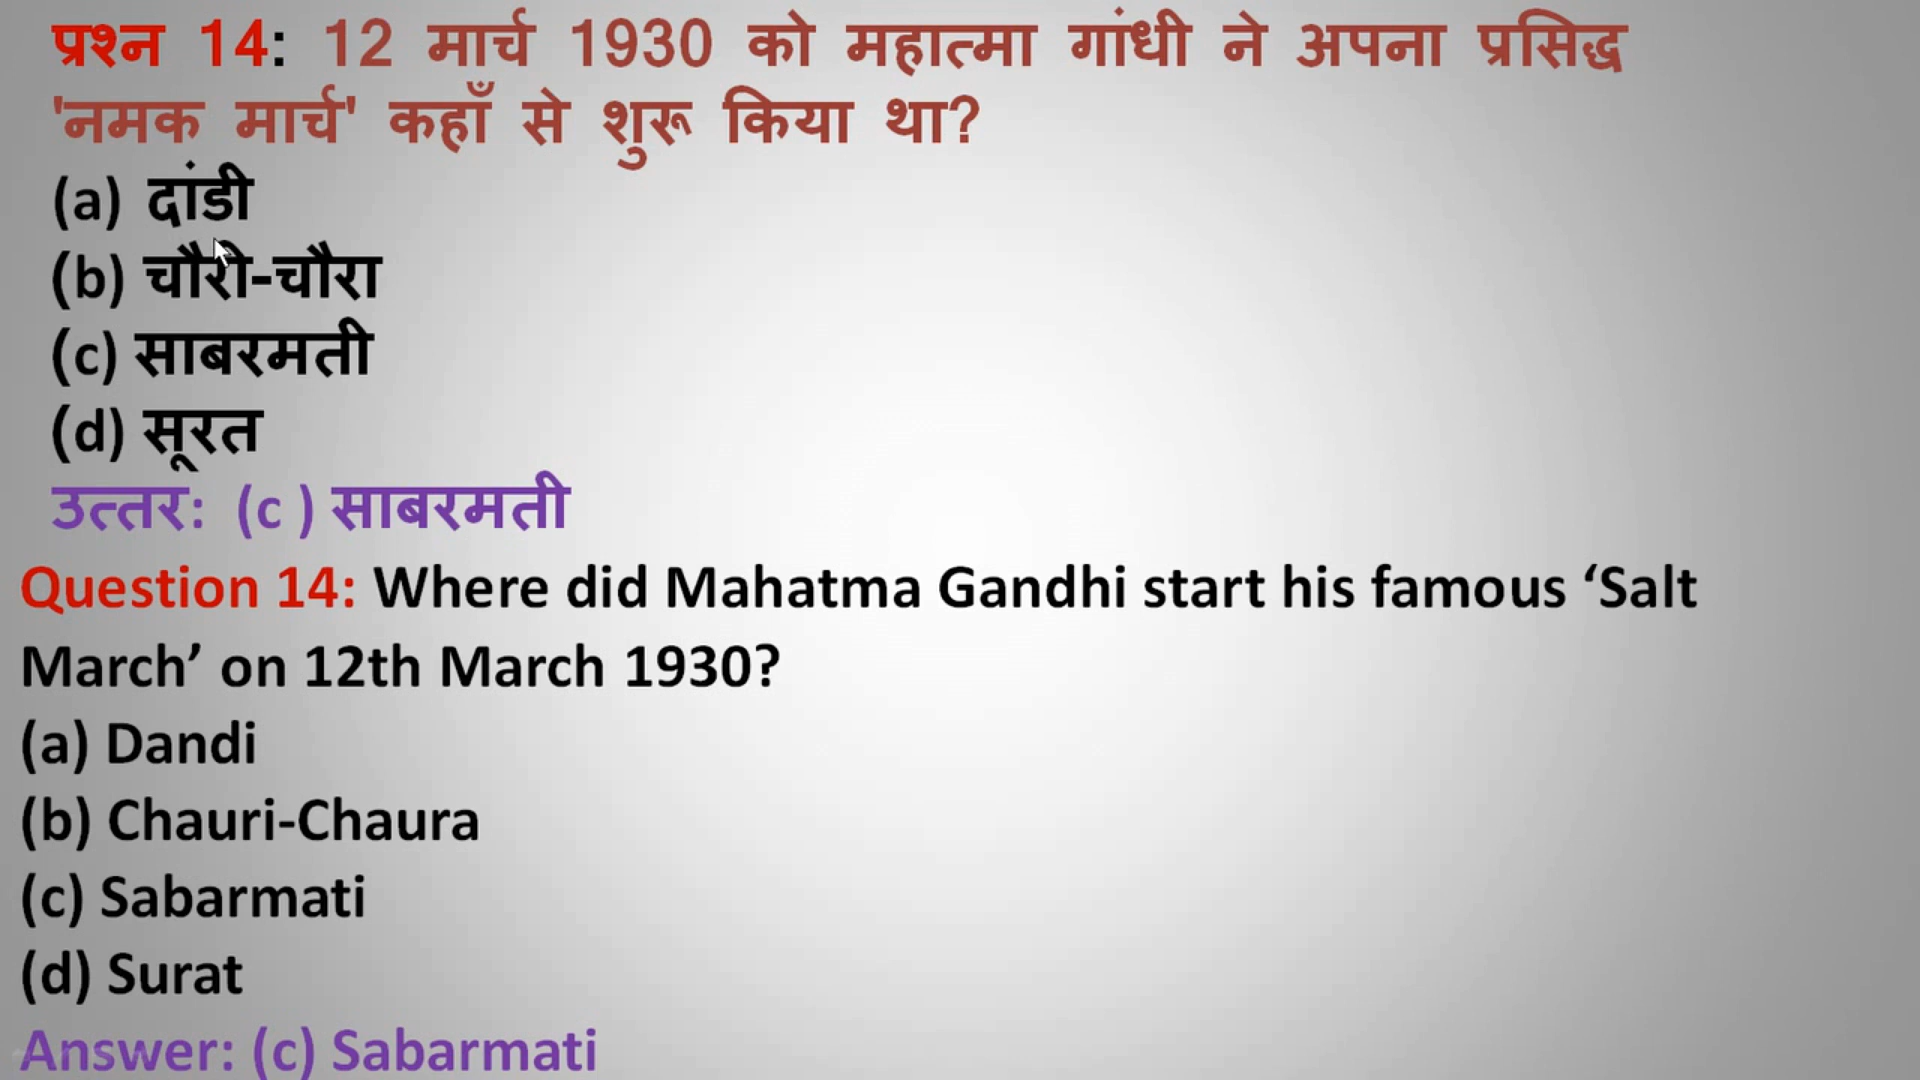 प्रश्न 14: 12 मार्च 1930 को महात्मा गांधी ने अपना प्रसिद्ध
'नमक मार्च' कहाँ से शुरू किया था?
(a) दांडी
(b) चौरी-चौरा
(c) साबरमती
(d) सूरत
उत्तर: (c ) साबरमती
Question 14: Where did Mahatma Gandhi start his famous ‘Salt
March’ on 12th March 1930?
(a) Dandi
(b) Chauri-Chaura
(c) Sabarmati
(d) Surat
Answer: (c) Sabarmati